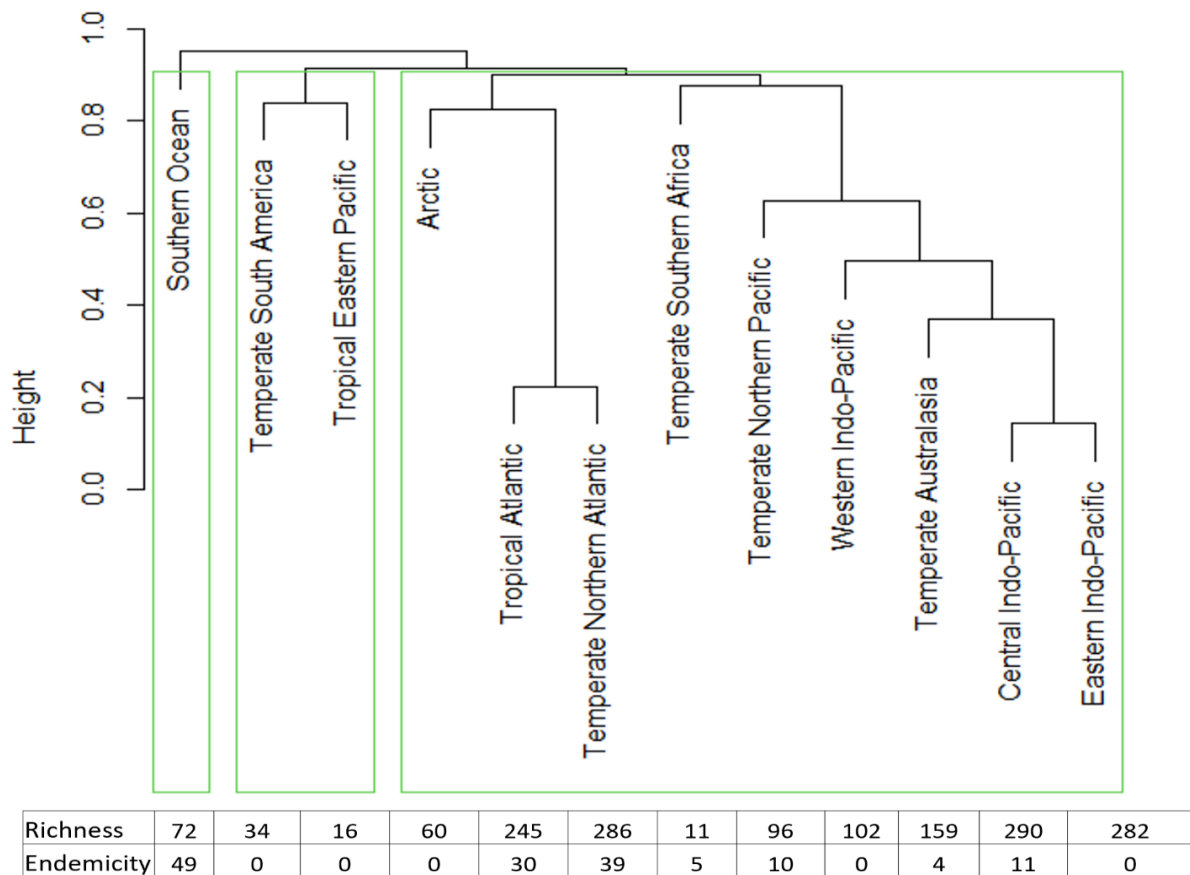 1.0
0.8
0.6
0.4
0.2
0.0
Height
Southern Ocean
Temperate South America
Tropical Eastern Pacific
Arctic
Tropical Atlantic
Temperate Northern Atlantic
Temperate Southern Africa
Temperate Northern Pacific
Western Indo-Pacific
Temperate Australasia
Central Indo-Pacific
Eastern Indo-Pacific
Richness 72 34 16 60 245 286 11 96 102 159 290 282
Endemicity 49 0 0 0 30 39 5 10 0 4 11 0